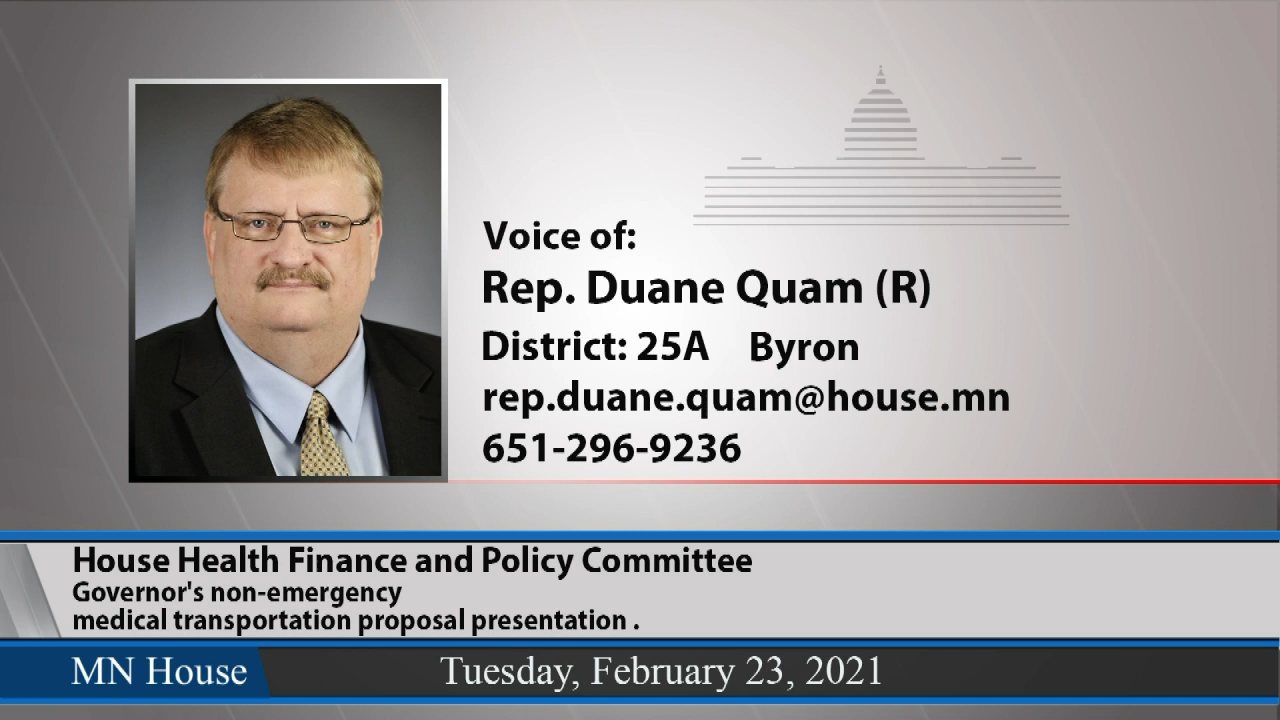 Voice of:
Rep. Duane Quam (R)
District: 25A Byron
rep.duane.quam@house.mn
651-296-9236
House Health Finance and Policy Committee
Governor's non-emergency
medical transportation proposal presentation .
MN House Tuesday, February 23, 2021